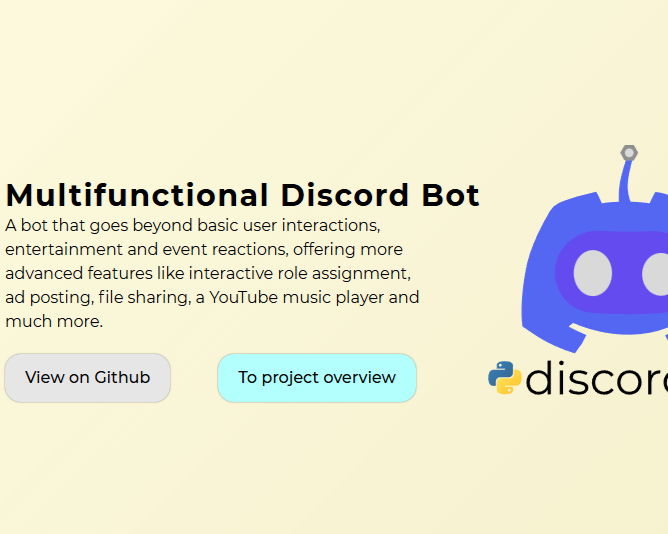 Multifunctional Discord Bot
A bot that goes beyond basic user interactions,
entertainment and event reactions, offering more
advanced features like interactive role assignment,
ad posting, file sharing, a YouTube music player and
much more.
View on Github
To project overview
discor